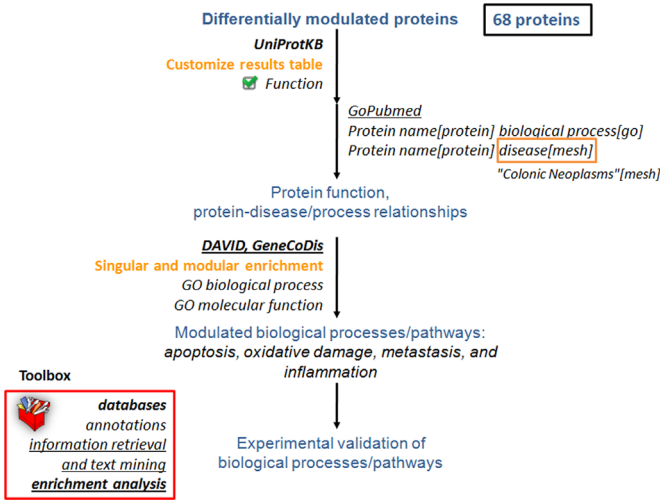 Differentially modulated proteins
68 proteins
UniProtKB
Customize results table
Function
GoPubmed
Protein name[protein] biological process[go]
Protein name[protein] disease[mesh]
"Colonic Neoplasms"[mesh]
Protein function,
protein-disease/process relationships
DAVID, GeneCoDis
Singular and modular enrichment
GO biological process
GO molecular function
Modulated biological processes/pathways:
apoptosis, oxidative damage, metastasis, and
inflammation
Toolbox
databases
annotations
information retrieval
and text mining
enrichment analysis
Experimental validation of
biological processes/pathways